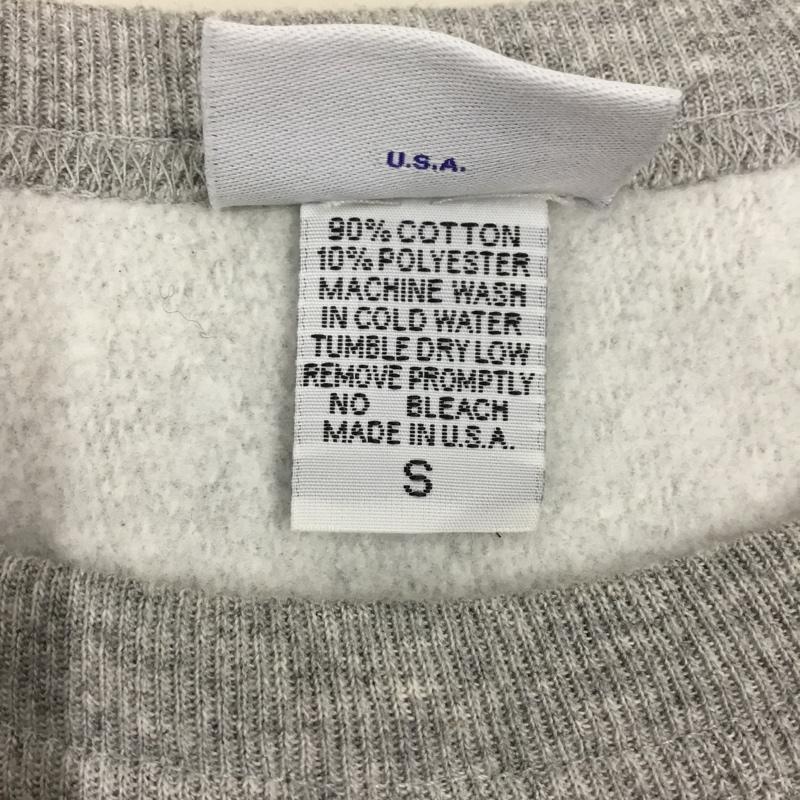 U.S.A.
90% COTTON
10% POLYESTER
MACHINE WASH
IN COLD WATER
TUMBLE DRY LOW
REMOVE PROMPTLY
NO BLEACH
MADE IN U.S.A.
S